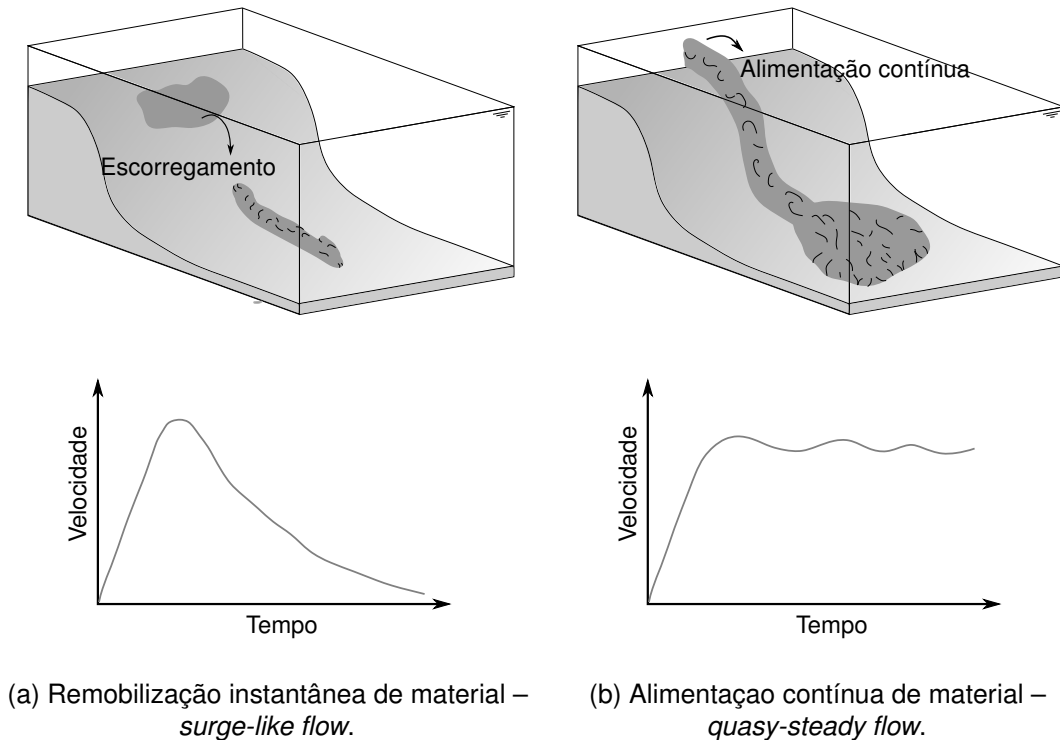 Escorregamento
Alimentação contínua
Velocidade
Tempo
Velocidade
Tempo
(a) Remobilização instantânea de material –
surge-like flow.
(b) Alimentaçao contínua de material –
quasy-steady flow.